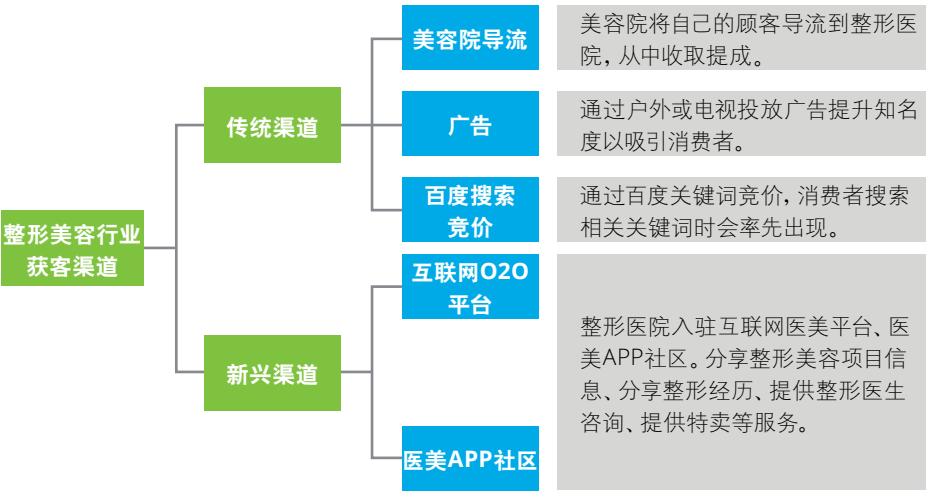 整形美容行业
获客渠道
传统渠道
美容院导流
美容院将自己的顾客导流到整形医
院，从中收取提成。
广告
通过户外或电视投放广告提升知名
度以吸引消费者。
百度搜索
竞价
通过百度关键词竞价，消费者搜索
相关关键词时会率先出现。
新兴渠道
互联网O2O
平台
医美APP社区
整形医院入驻互联网医美平台、医
美APP社区。分享整形美容项目信
息、分享整形经历、提供整形医生
咨询、提供特卖等服务。